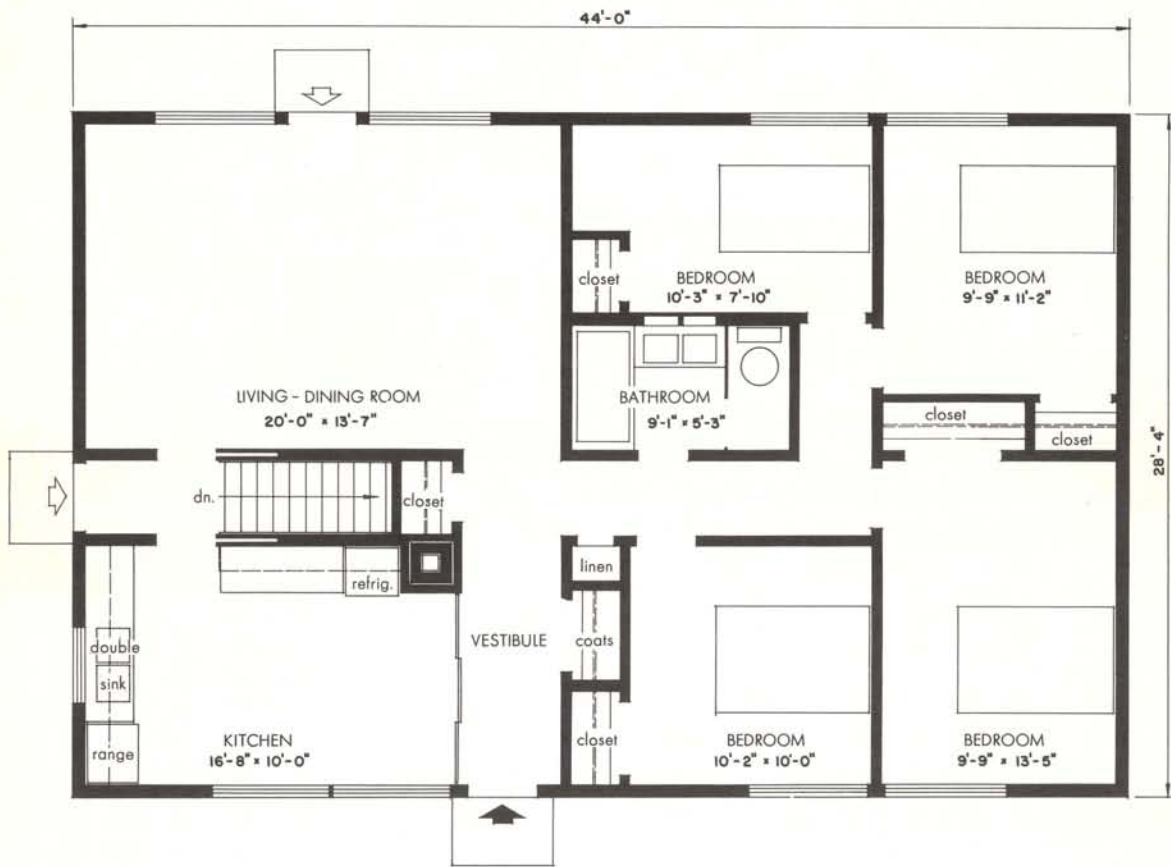 44'-0"
closet
BEDROOM
10'-3" x 7'-10"
BEDROOM
9'-9" x 11'-2"
LIVING - DINING ROOM
20'-0" x 13'-7"
BATHROOM
9'-1" x 5'-3"
closet
closet
28'-4"
dn.
closet
refrig.
linen
double
sink
VESTIBULE
coats
range
KITCHEN
16'-8" x 10'-0"
closet
BEDROOM
10'-2" x 10'-0"
BEDROOM
9'-9" x 13'-5"